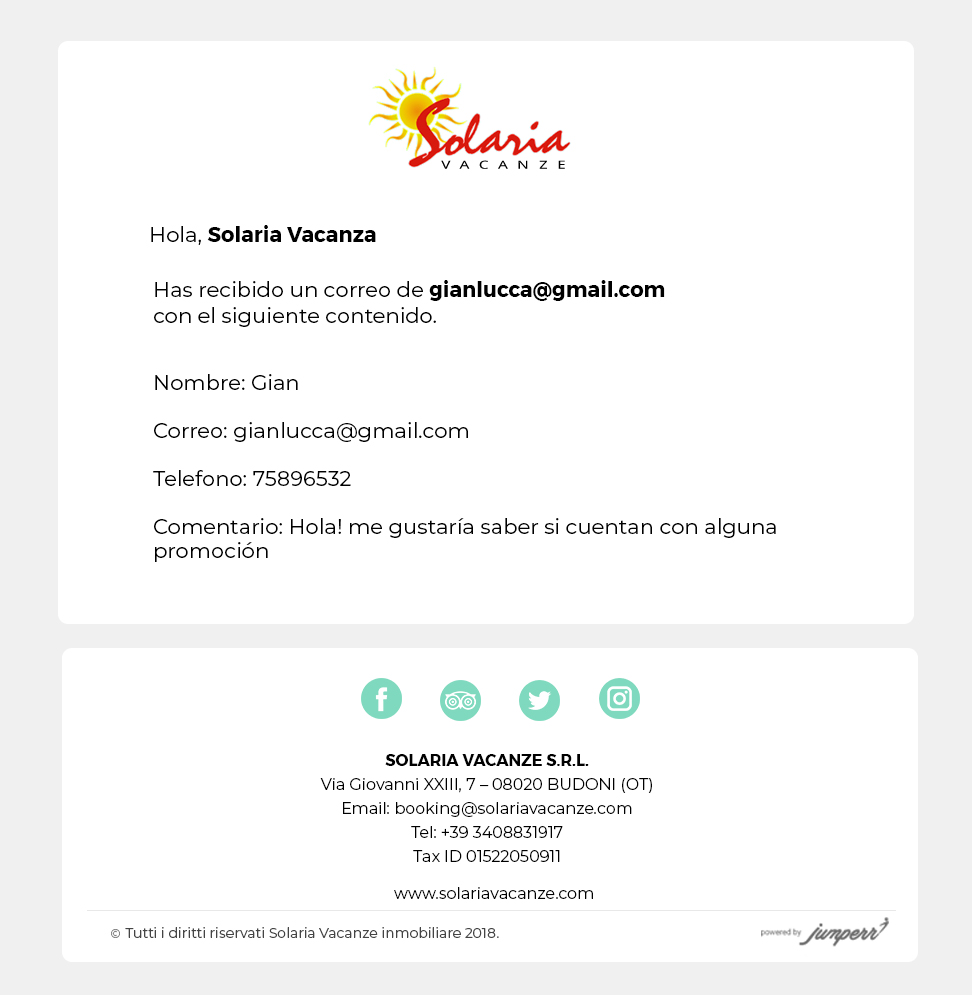 Solaria
VACANZE
Hola, Solaria Vacanza
Has recibido un correo de gianlucca@gmail.com
con el siguiente contenido.
Nombre: Gian
Correo: gianlucca@gmail.com
Telefono: 75896532
Comentario: Hola! me gustaría saber si cuentan con alguna
promoción
SOLARIA VACANZE S.R.L.
Via Giovanni XXIII, 7 – 08020 BUDONI (OT)
Email: booking@solariavacanze.com
Tel: +39 3408831917
Tax ID 01522050911
www.solariavacanze.com
© Tutti i diritti riservati Solaria Vacanze inmobiliare 2018.
powered by jumperr